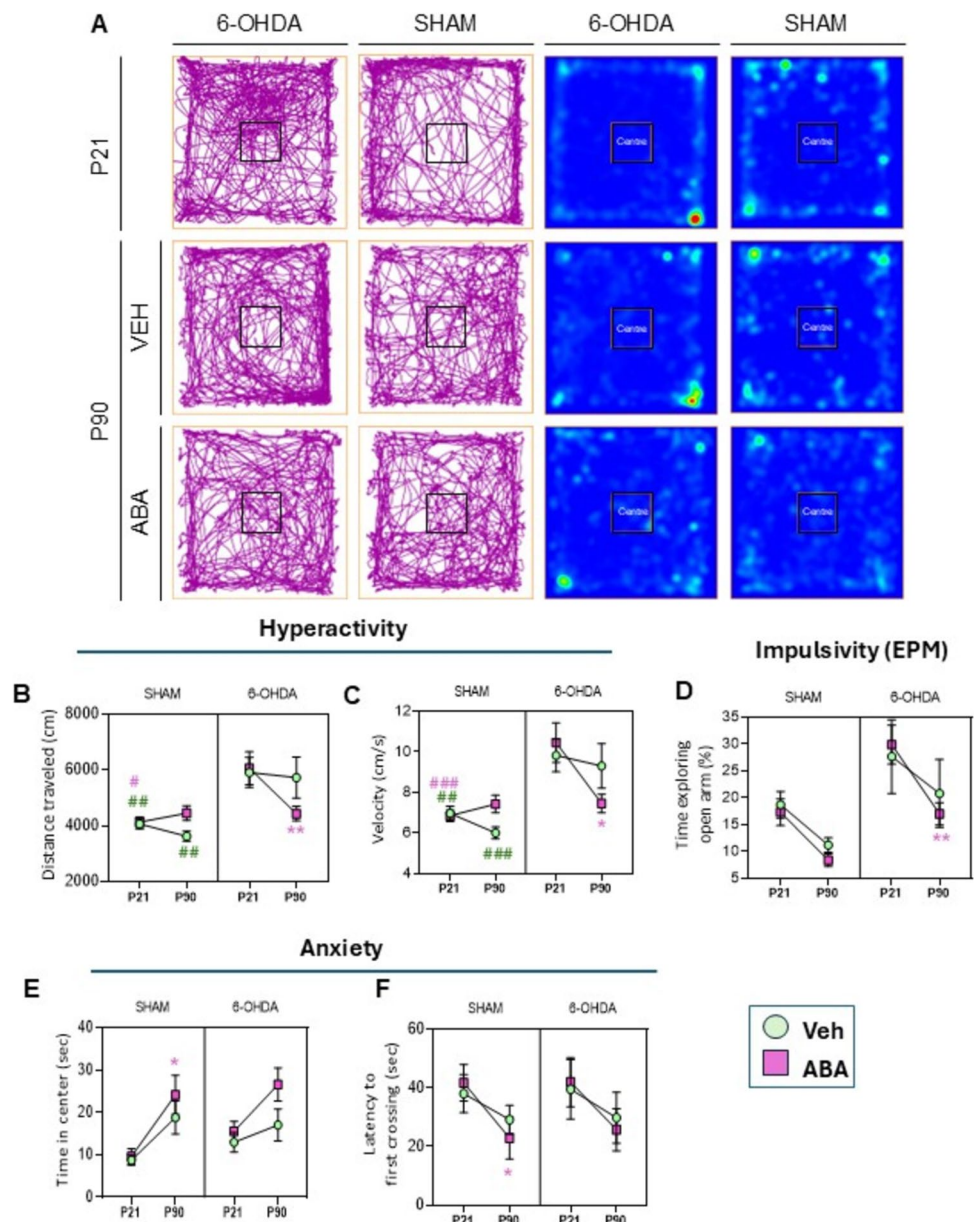 A
6-OHDA SHAM 6-OHDA SHAM
P21
Centre Centre
P90
VEH
Centre Centre
ABA
Centre Centre
Hyperactivity
Impulsivity (EPM)
B
SHAM 6-OHDA
Distance traveled (cm)
8000
6000
4000
2000
#
##
##
**
P21 P90 P21 P90
C
SHAM 6-OHDA
Velocity (cm/s)
12
10
8
6
4
###
##
###
*
P21 P90 P21 P90
D
SHAM 6-OHDA
Time exploring
open arm (%)
35
30
25
20
15
10
5
**
P21 P90 P21 P90
Anxiety
E
SHAM 6-OHDA
Time in center (sec)
40
30
20
10
0
*
P21 P90 P21 P90
F
SHAM 6-OHDA
Latency to
first crossing (sec)
60
40
20
0
*
P21 P90 P21 P90
Veh
ABA